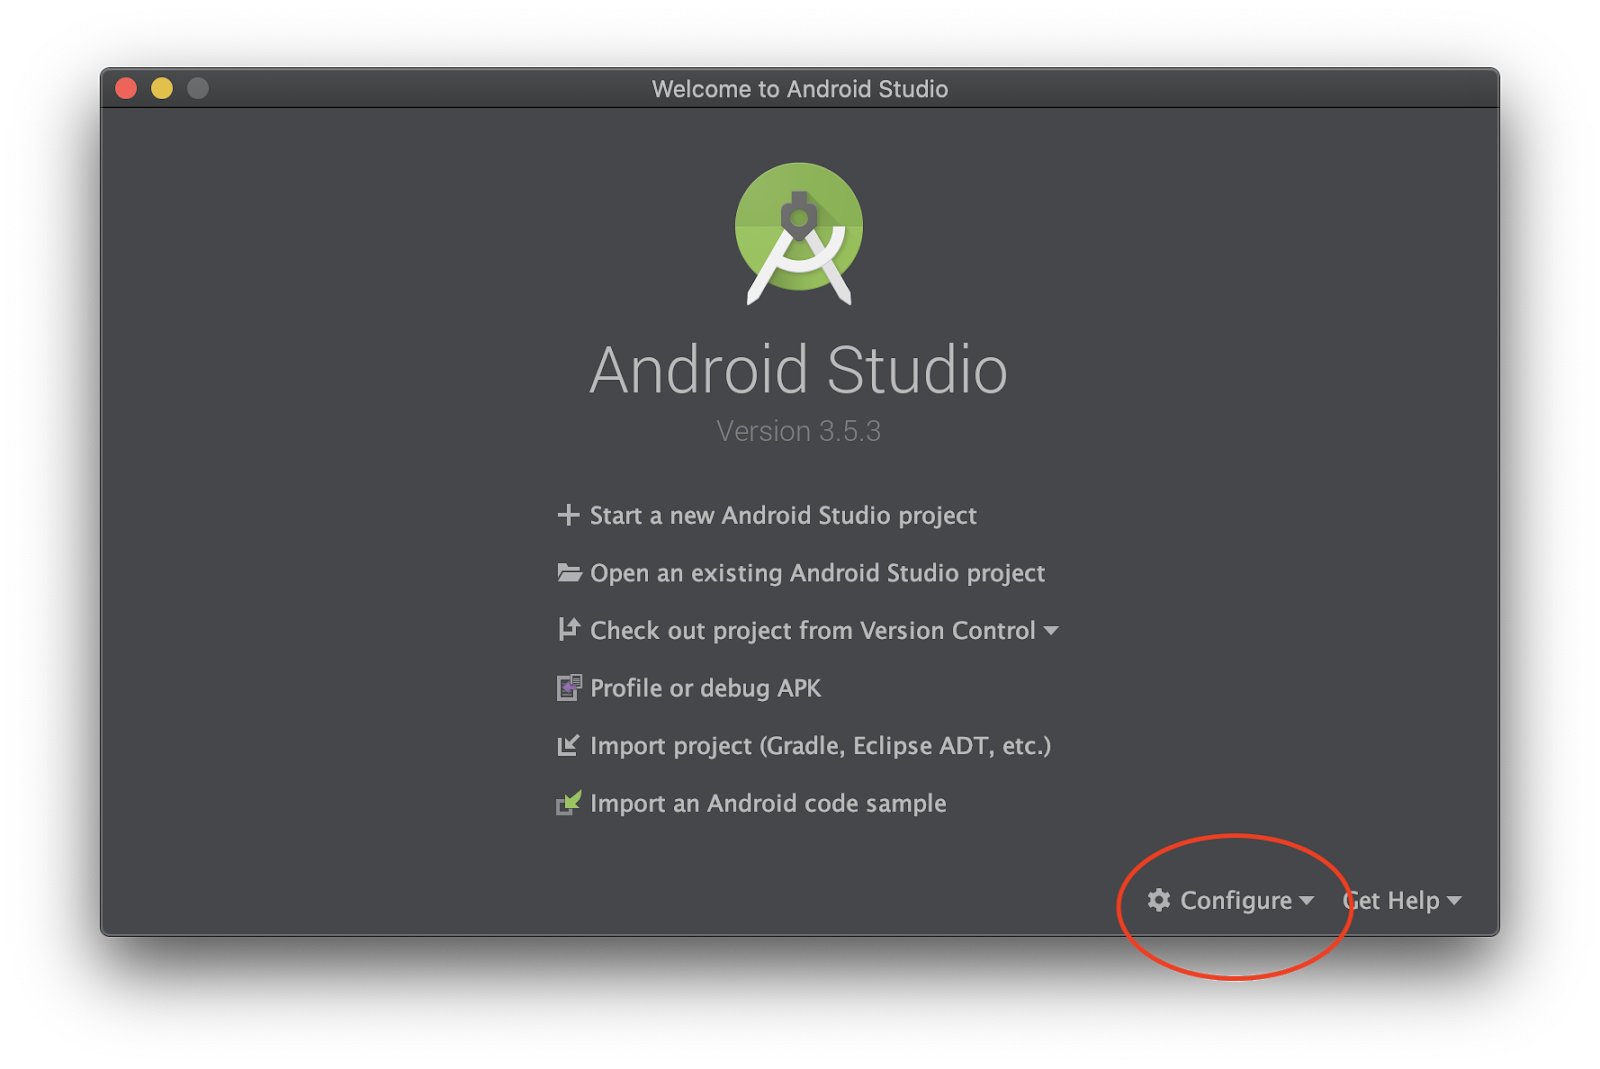 Welcome to Android Studio
Android Studio
Version 3.5.3
Start a new Android Studio project
Open an existing Android Studio project
Check out project from Version Control
Profile or debug APK
Import project (Gradle, Eclipse ADT, etc.)
Import an Android code sample
Configure Get Help